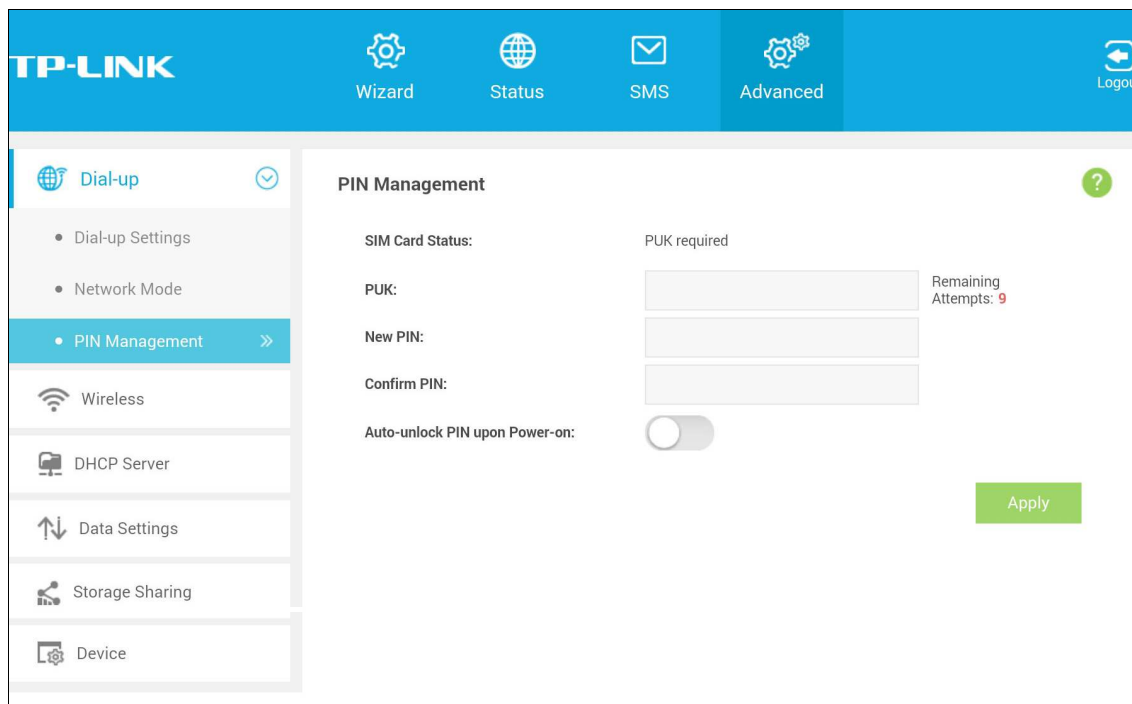 TP-LINK
Wizard
Status
SMS
Advanced
Logou
Dial-up
Dial-up Settings
Network Mode
PIN Management
Wireless
DHCP Server
Data Settings
Storage Sharing
Device
PIN Management
?
SIM Card Status: PUK required
PUK:
Remaining
Attempts: 9
New PIN:
Confirm PIN:
Auto-unlock PIN upon Power-on:
Apply